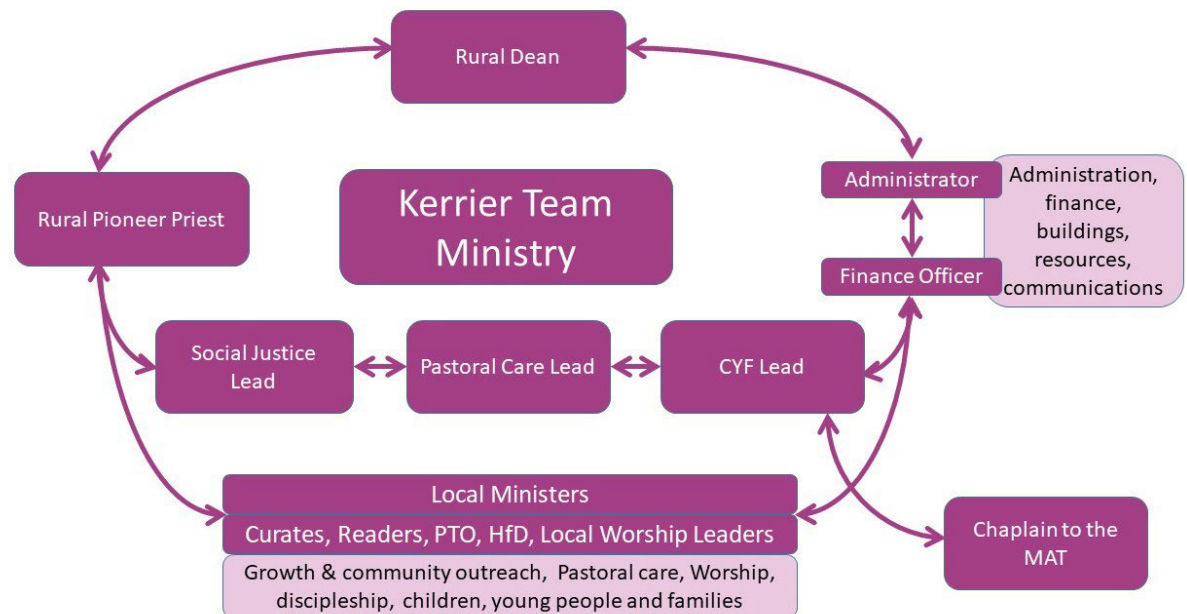 Rural Dean
Rural Pioneer Priest
Kerrier Team
Ministry
Administrator
Finance Officer
Administration,
finance,
buildings,
resources,
communications
Social Justice
Lead
Pastoral Care Lead
CYF Lead
Local Ministers
Curates, Readers, PTO, HfD, Local Worship Leaders
Growth & community outreach, Pastoral care, Worship,
discipleship, children, young people and families
Chaplain to the
MAT